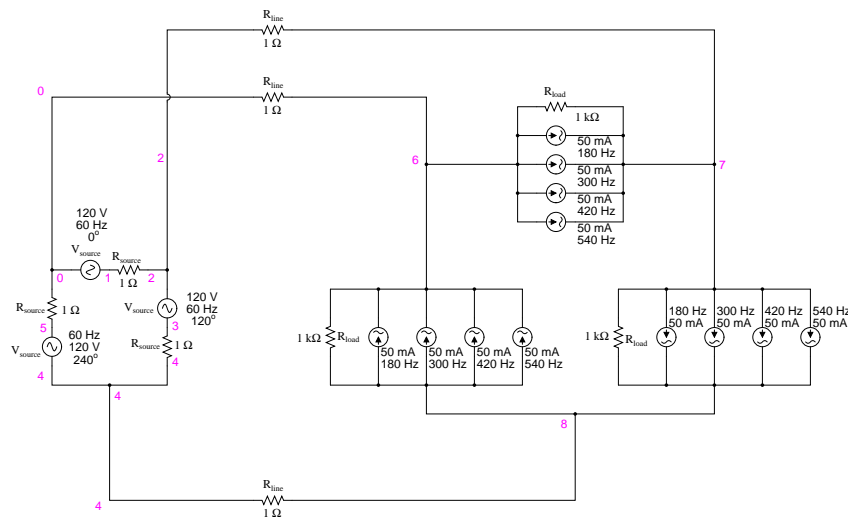 R_line
1 Ω
R_line
1 Ω
0
2
R_load
1 kΩ
50 mA
180 Hz
50 mA
300 Hz
50 mA
420 Hz
50 mA
540 Hz
6
7
120 V
60 Hz
0°
V_source
R_source
0
1
2
1 Ω
R_source
1 Ω
5
V_source
60 Hz
120 V
240°
4
V_source
120 V
60 Hz
120°
3
R_source
1 Ω
4
4
1 kΩ
R_load
50 mA
180 Hz
50 mA
300 Hz
50 mA
420 Hz
50 mA
540 Hz
1 kΩ
R_load
180 Hz
50 mA
300 Hz
50 mA
420 Hz
50 mA
540 Hz
50 mA
8
4
R_line
1 Ω